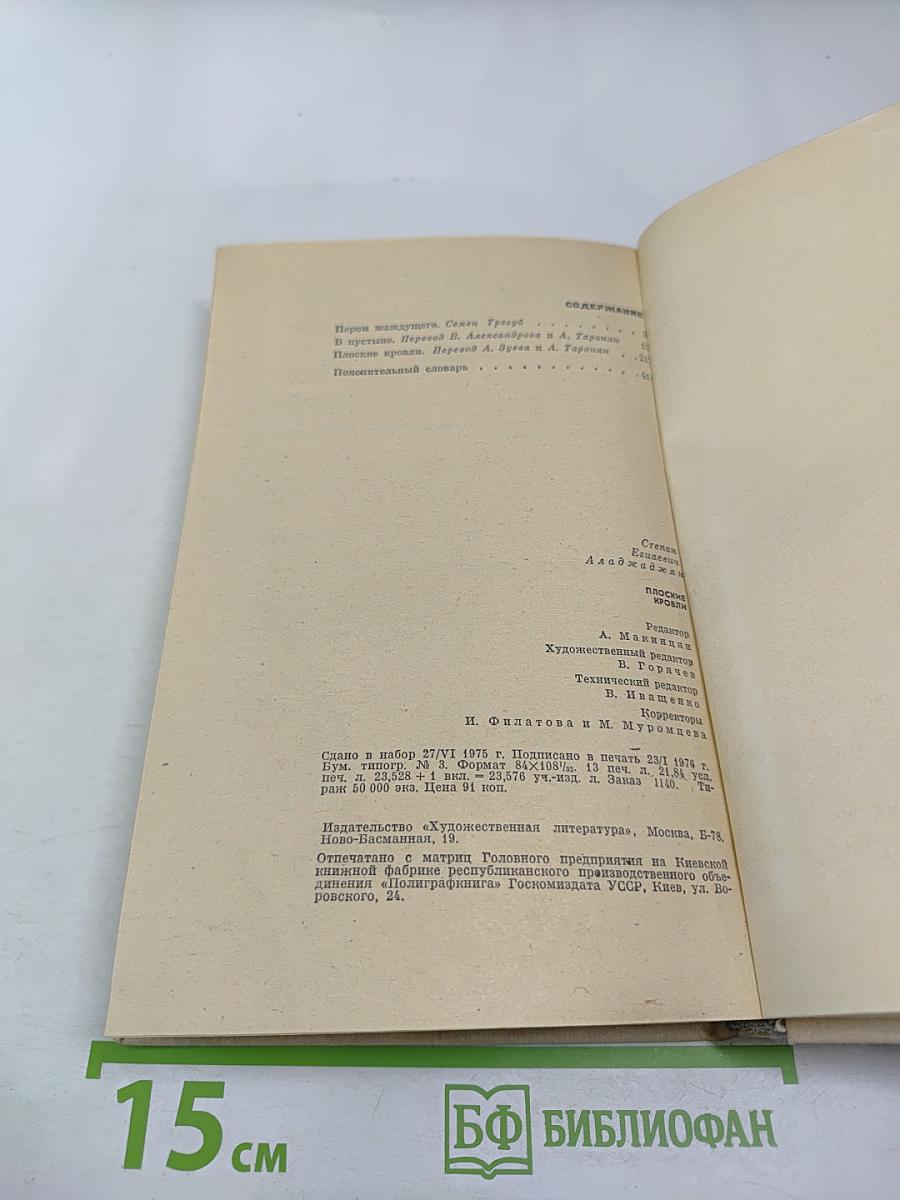 СОДЕРЖАНИЕ
Пером жаждущего. Семен Трегуб . . . . . . . . 3
В пустыне. Перевод В. Александрова и А. Таронян
Плоские кровли. Перевод А. Зуева и А. Таронян .
Пояснительный словарь . . . . . . . . . . .
Степан
Егиаевич
Аладжаджян
ПЛОСКИЕ
КРОВЛИ
Редактор
А. Макинцян
Художественный редактор
В. Горячев
Технический редактор
В. Иващенко
Корректоры
И. Филатова и М. Муромцева
Сдано в набор 27/VI 1975 г. Подписано в печать 23/I 1976 г.
Бум. типогр. № 3. Формат 84×108¹/₃₂. 13 печ. л. 21,84 усл.
печ. л. 23,528 + 1 вкл. = 23,576 уч.-изд. л. Заказ 1140. Ти-
раж 50 000 экз. Цена 91 коп.
Издательство «Художественная литература», Москва, Б-78,
Ново-Басманная, 19.
Отпечатано с матриц Головного предприятия на Киевской
книжной фабрике республиканского производственного объе-
динения «Полиграфкнига» Госкомиздата УССР, Киев, ул. Во-
ровского, 24.
15 см
БФ БИБЛИОФАН